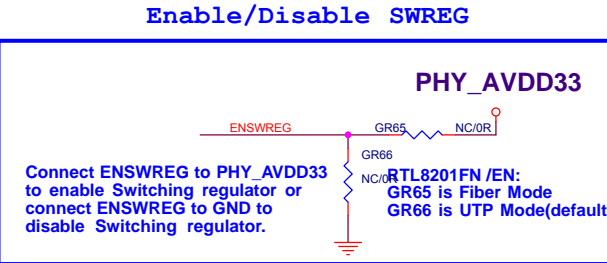 Enable/Disable SWREG
PHY_AVDD33
ENSWREG
GR65
NC/0R
GR66
NC/0R
Connect ENSWREG to PHY_AVDD33
to enable Switching regulator or
connect ENSWREG to GND to
disable Switching regulator.
RTL8201FN /EN:
GR65 is Fiber Mode
GR66 is UTP Mode(default